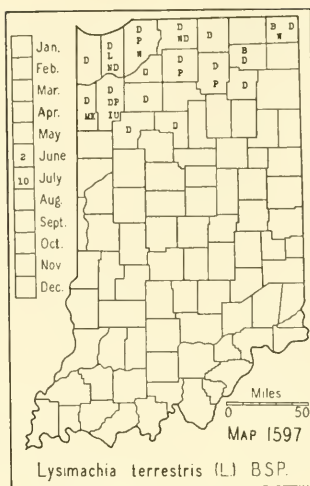 Jan.
Feb.
Mar.
Apr.
May
2 June
10 July
Aug.
Sept.
Oct.
Nov
Dec.
D
D
L
ND
D
P
W
D
ND
D
B D
W
B
D
D
D
P
D
P
D
D
MK
D
DP
IU
D
D
D
Miles
0 50
MAP 1597
Lysimachia terrestris (L.) BSP.